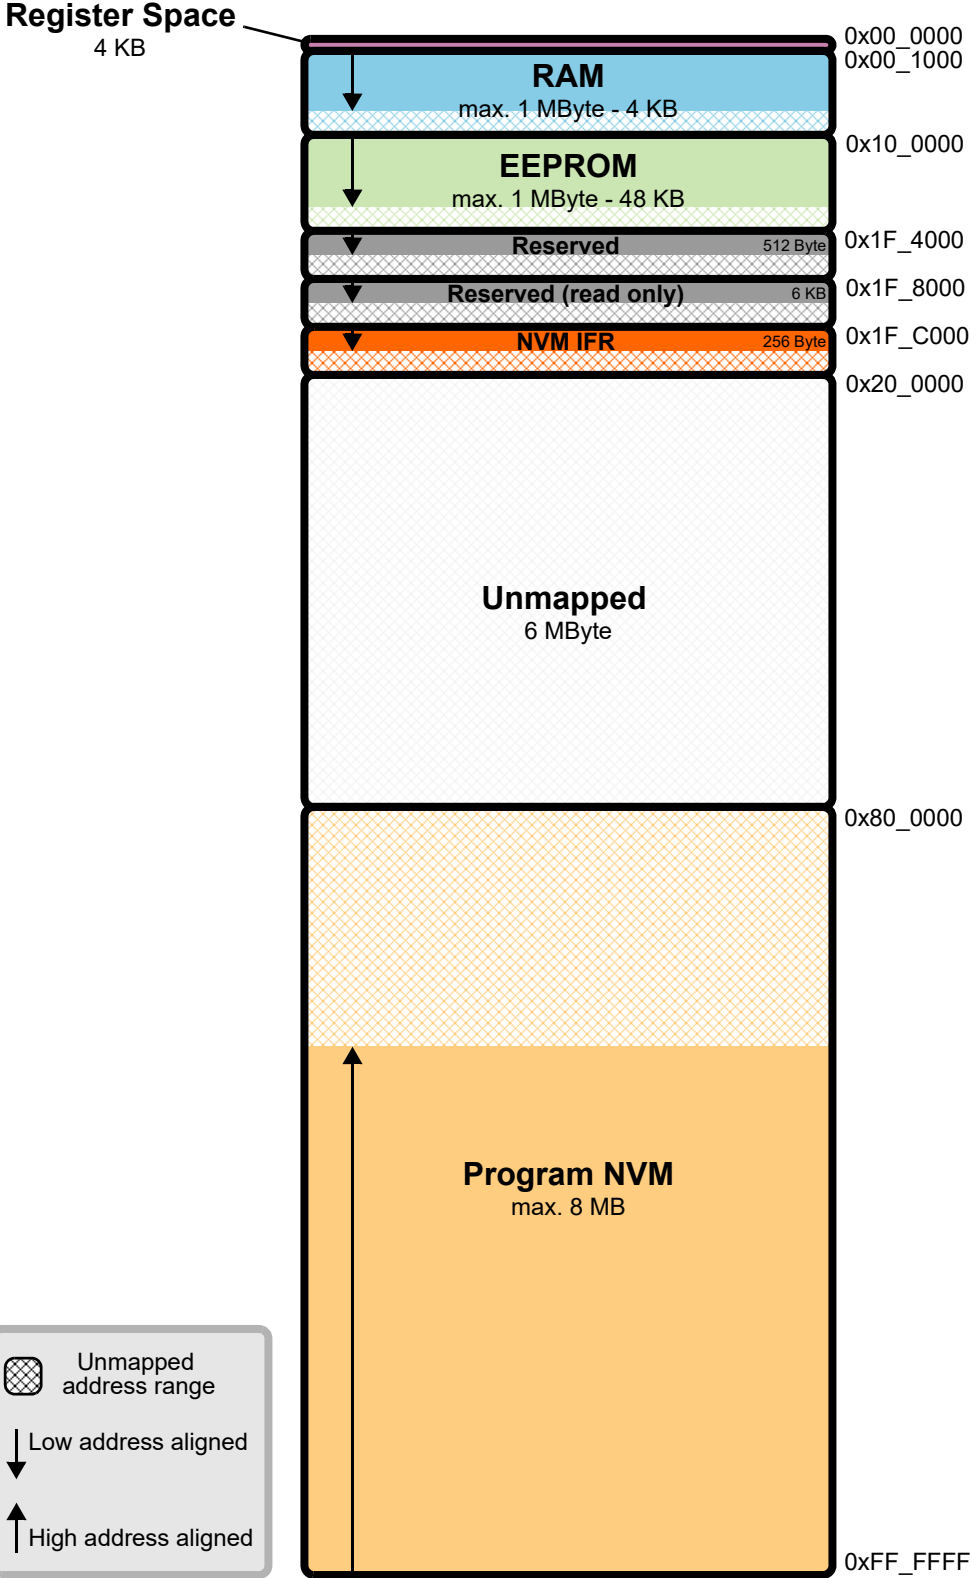 Register Space
4 KB
0x00_0000
0x00_1000
RAM
max. 1 MByte - 4 KB
0x10_0000
EEPROM
max. 1 MByte - 48 KB
0x1F_4000
Reserved
512 Byte
0x1F_8000
Reserved (read only)
6 KB
0x1F_C000
NVM IFR
256 Byte
0x20_0000
Unmapped
6 MByte
0x80_0000
Program NVM
max. 8 MB
Unmapped
address range
Low address aligned
High address aligned
0xFF_FFFF